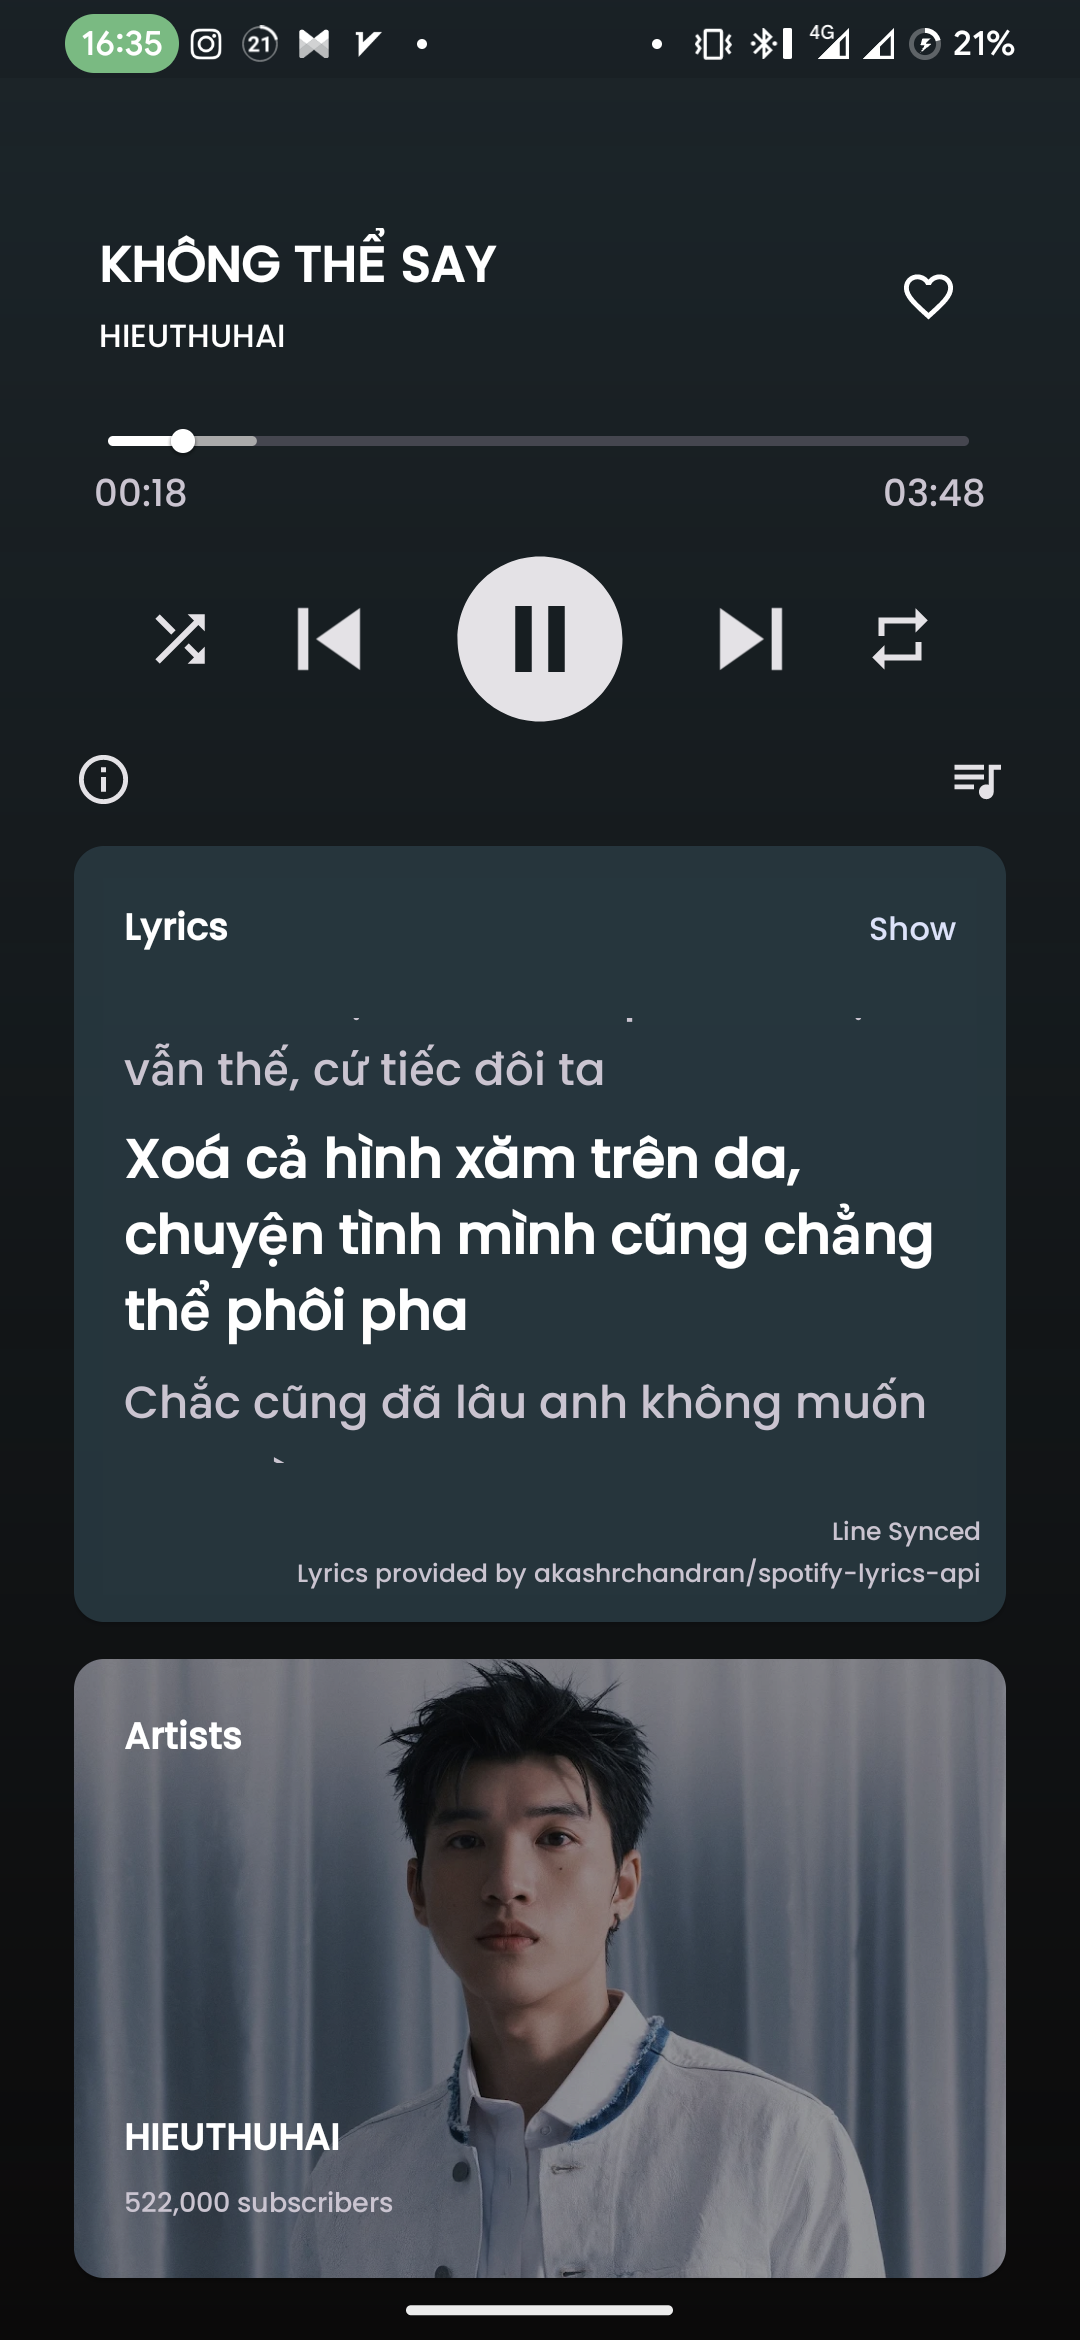 16:35 21 4G 21%
KHÔNG THỂ SAY
HIEUTHUHAI
00:18 03:48
Lyrics Show
vẫn thế, cứ tiếc đôi ta
Xoá cả hình xăm trên da,
chuyện tình mình cũng chẳng
thể phôi pha
Chắc cũng đã lâu anh không muốn
Line Synced
Lyrics provided by akashrchandran/spotify-lyrics-api
Artists
HIEUTHUHAI
522,000 subscribers